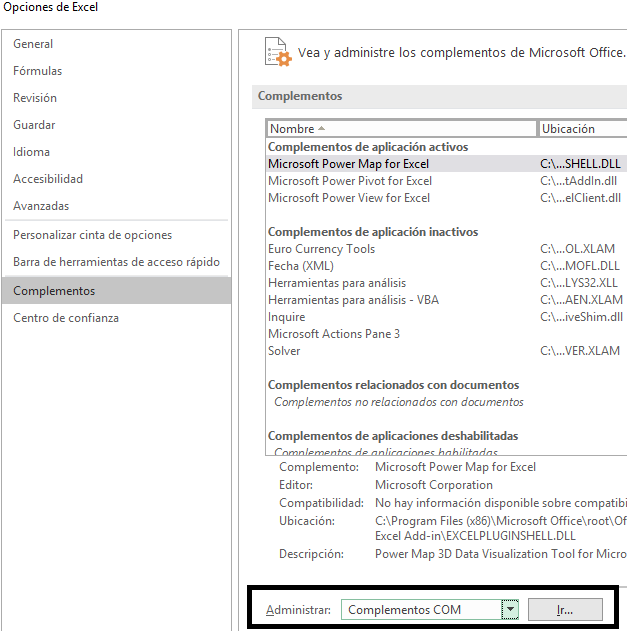 Opciones de Excel
General
Fórmulas
Revisión
Guardar
Idioma
Accesibilidad
Avanzadas
Personalizar cinta de opciones
Barra de herramientas de acceso rápido
Complementos
Centro de confianza
Vea y administre los complementos de Microsoft Office.
Complementos
Nombre Ubicación
Complementos de aplicación activos
Microsoft Power Map for Excel C:\...SHELL.DLL
Microsoft Power Pivot for Excel C:\...tAddIn.dll
Microsoft Power View for Excel C:\...elClient.dll
Complementos de aplicación inactivos
Euro Currency Tools C:\...OL.XLAM
Fecha (XML) C:\...MOFL.DLL
Herramientas para análisis C:\...LYS32.XLL
Herramientas para análisis - VBA C:\...AEN.XLAM
Inquire C:\...iveShim.dll
Microsoft Actions Pane 3
Solver C:\...VER.XLAM
Complementos relacionados con documentos
Complementos no relacionados con documentos
Complementos de aplicaciones deshabilitadas
Complementos de aplicaciones habilitadas
Complemento: Microsoft Power Map for Excel
Editor: Microsoft Corporation
Compatibilidad: No hay información disponible sobre compatibi
Ubicación: C:\Program Files (x86)\Microsoft Office\root\Of
Excel Add-in\EXCELPLUGINSHELL.DLL
Descripción: Power Map 3D Data Visualization Tool for Micro
Administrar: Complementos COM Ir...